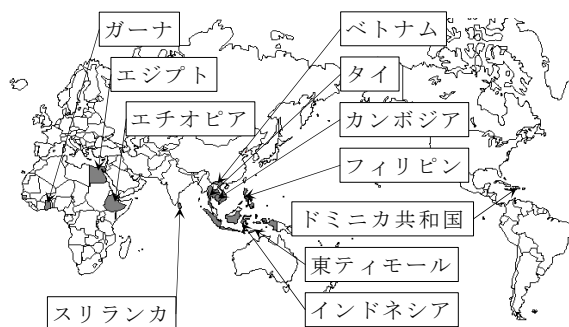 ガーナ
エジプト
エチオピア
スリランカ
ベトナム
タイ
カンボジア
フィリピン
ドミニカ共和国
東ティモール
インドネシア